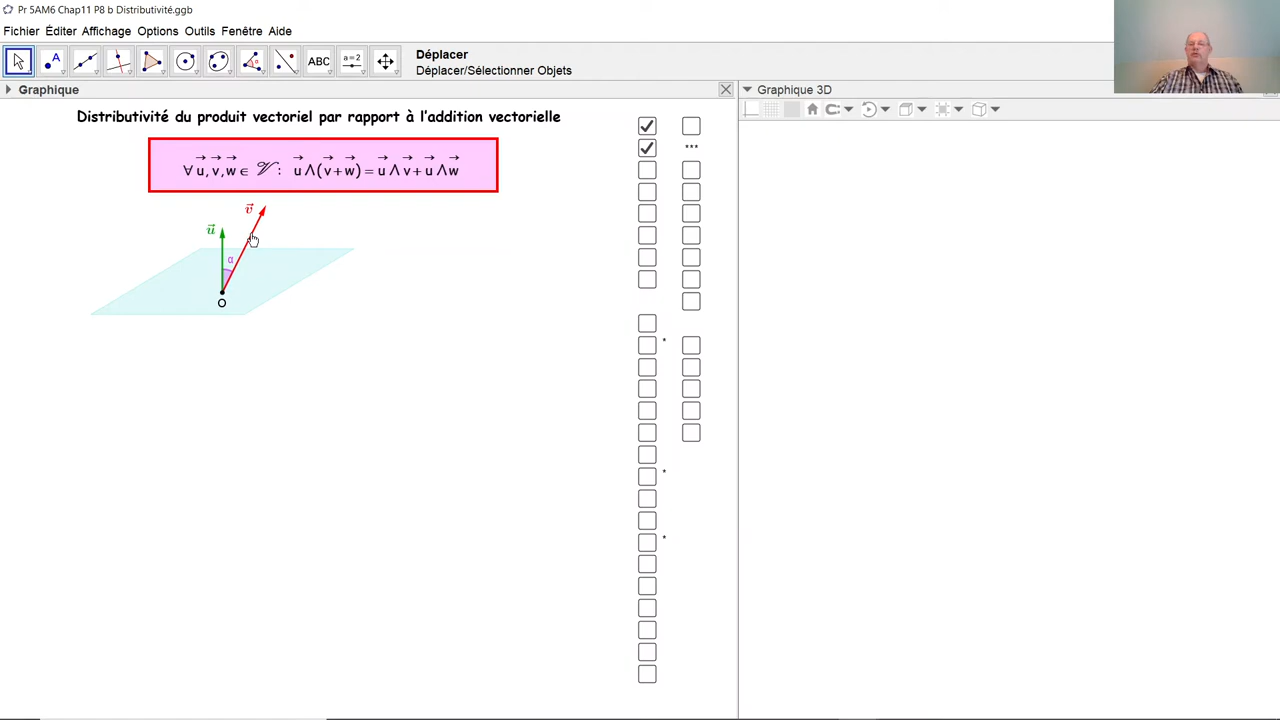 Pr 5AM6 Chap11 P8 b Distributivité.ggb
Fichier Éditer Affichage Options Outils Fenêtre Aide
ABC a=2 Déplacer
Déplacer/Sélectionner Objets
Graphique
Graphique 3D
Distributivité du produit vectoriel par rapport à l'addition vectorielle
∀ u⃗, v⃗, w⃗ ∈ 𝒱 : u⃗ ∧ (v⃗ + w⃗) = u⃗ ∧ v⃗ + u⃗ ∧ w⃗
***
v⃗
u⃗
α
O
*
*
*